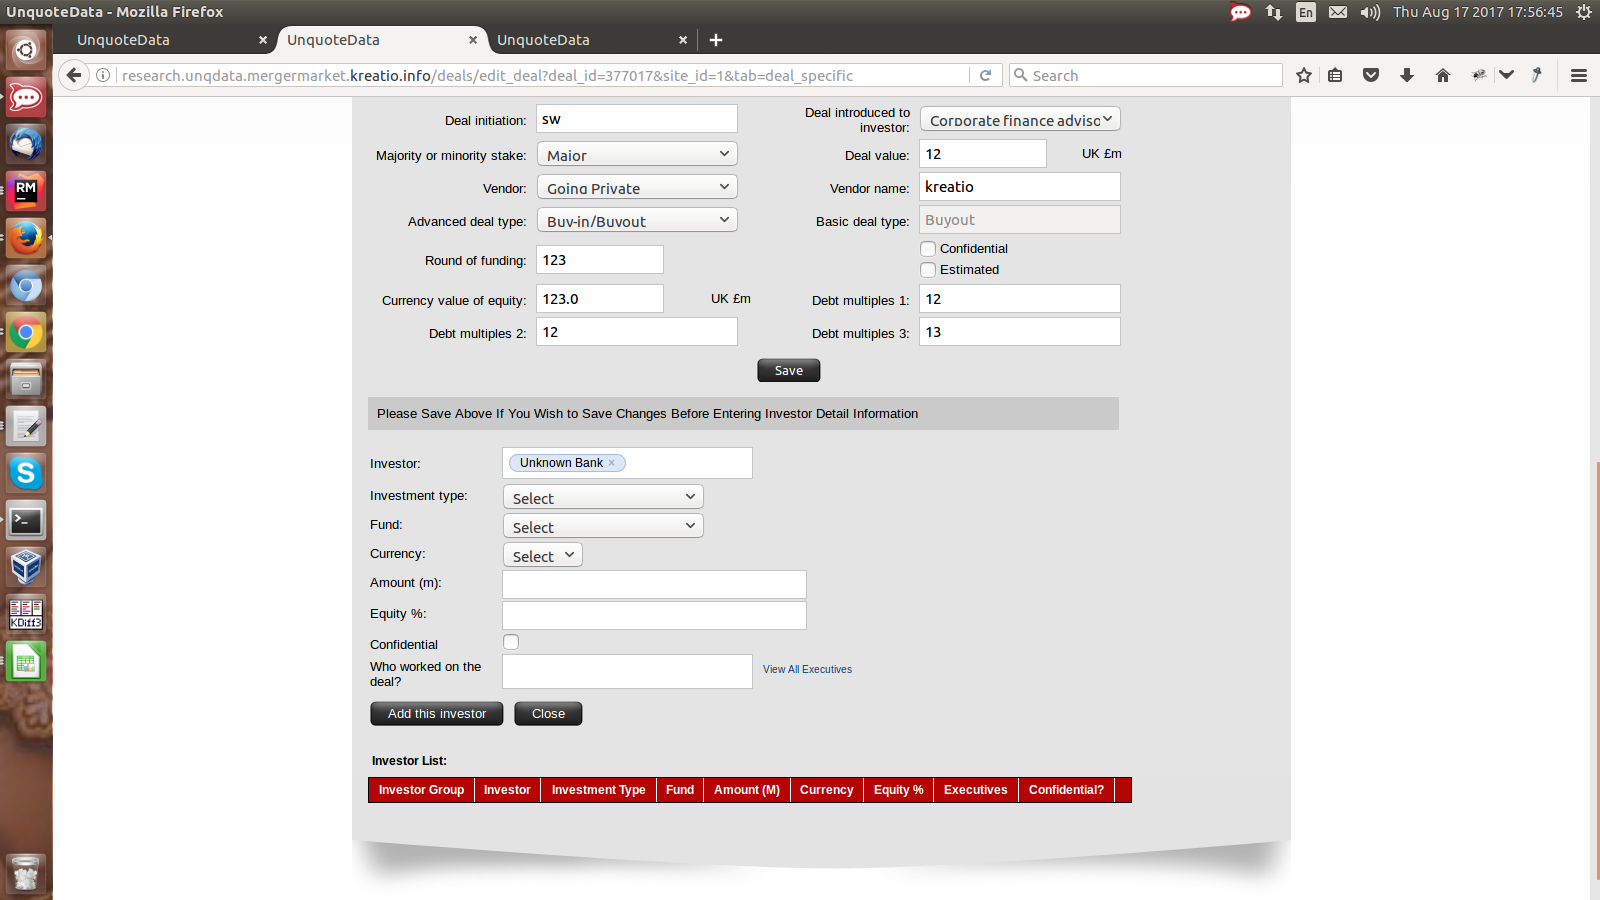 UnquoteData - Mozilla Firefox
En
Thu Aug 17 2017 17:56:45
UnquoteData × UnquoteData × UnquoteData × +
research.unqdata.mergermarket.kreatio.info/deals/edit_deal?deal_id=377017&site_id=1&tab=deal_specific
Search
Deal initiation: sw
Deal introduced to investor: Corporate finance adviso
Majority or minority stake: Major
Deal value: 12 UK £m
Vendor: Going Private
Vendor name: kreatio
Advanced deal type: Buy-in/Buyout
Basic deal type: Buyout
Round of funding: 123
Confidential
Estimated
Currency value of equity: 123.0 UK £m
Debt multiples 1: 12
Debt multiples 2: 12
Debt multiples 3: 13
Save
Please Save Above If You Wish to Save Changes Before Entering Investor Detail Information
Investor: Unknown Bank ×
Investment type: Select
Fund: Select
Currency: Select
Amount (m):
Equity %:
Confidential
Who worked on the
deal?
View All Executives
Add this investor Close
Investor List:
Investor Group Investor Investment Type Fund Amount (M) Currency Equity % Executives Confidential?
RM
S
KDiff3